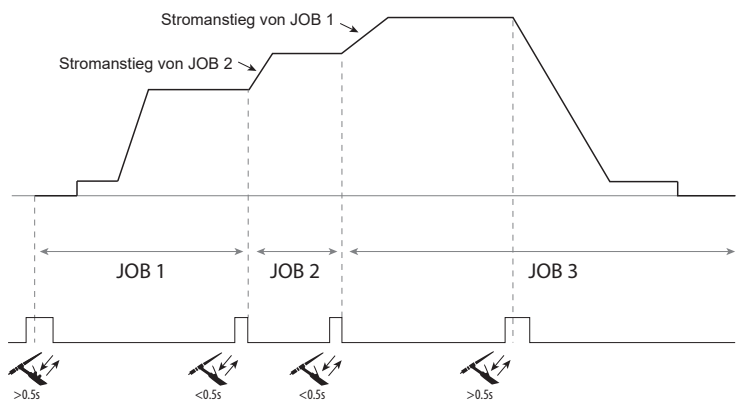 Stromanstieg von JOB 1
Stromanstieg von JOB 2
JOB 1
JOB 2
JOB 3
>0.5s
<0.5s
<0.5s
>0.5s